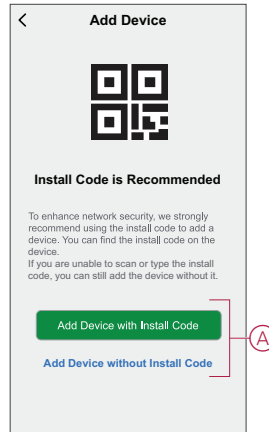 Add Device
Install Code is Recommended
To enhance network security, we strongly
recommend using the install code to add a
device. You can find the install code on the
device.
If you are unable to scan or type the install
code, you can still add the device without it.
Add Device with Install Code
A
Add Device without Install Code